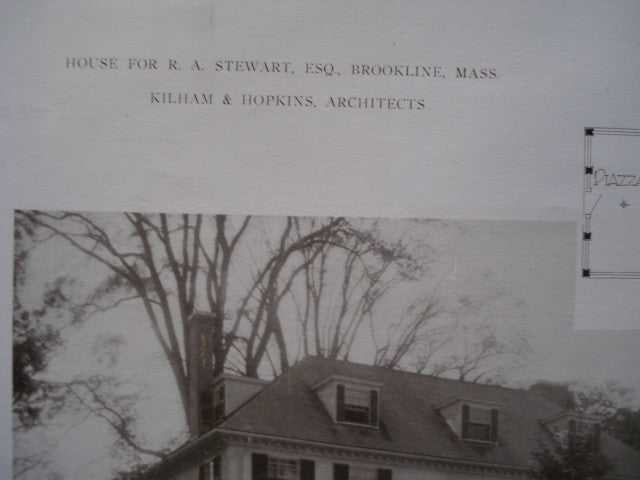 HOUSE FOR R. A. STEWART, ESQ., BROOKLINE, MASS.
KILHAM & HOPKINS, ARCHITECTS
PIAZZA